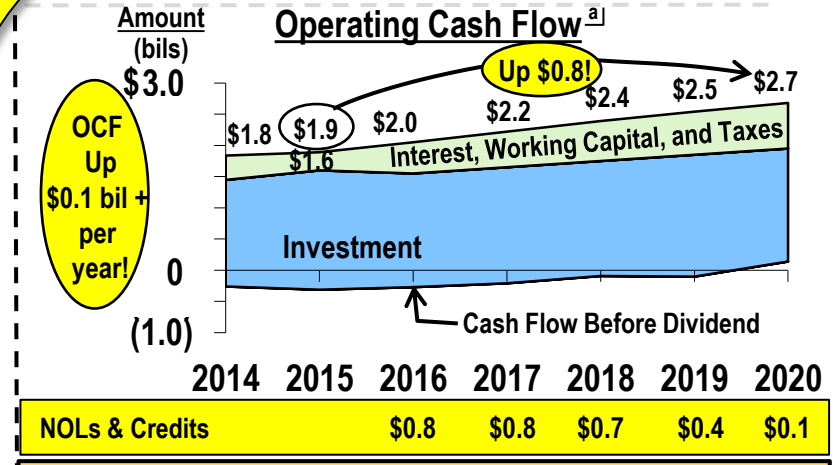 Amount
(bils)
Operating Cash Flow a]
$3.0
Up $0.8!
$1.8
$1.9
$2.0
$2.2
$2.4
$2.5
$2.7
$1.6
Interest, Working Capital, and Taxes
OCF
Up
$0.1 bil +
per
year!
Investment
0
Cash Flow Before Dividend
(1.0)
2014 2015 2016 2017 2018 2019 2020
NOLs & Credits $0.8 $0.8 $0.7 $0.4 $0.1